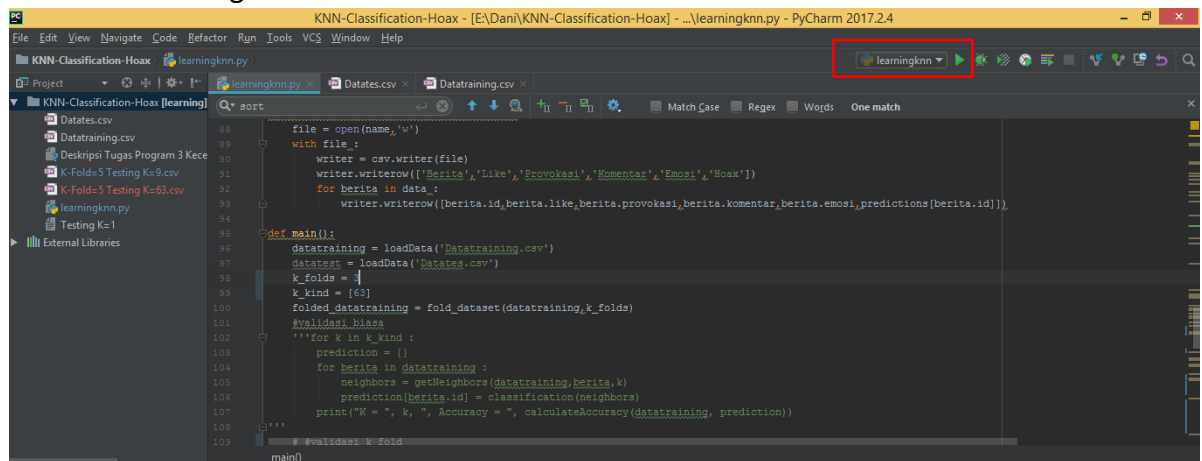 KNN-Classification-Hoax - [E:\Dani\KNN-Classification-Hoax] - ...\learningknn.py - PyCharm 2017.2.4
File Edit View Navigate Code Refactor Run Tools VCS Window Help
KNN-Classification-Hoax learningknn.py
learningknn
Project
learningknn.py Datates.csv Datatraining.csv
KNN-Classification-Hoax [learning]
Datates.csv
Datatraining.csv
Deskripsi Tugas Program 3 Kece
K-Fold=5 Testing K=9.csv
K-Fold=5 Testing K=63.csv
learningknn.py
Testing K=1
External Libraries
sort Match Case Regex Words One match
88 file = open(name,'w')
89 with file :
90 writer = csv.writer(file)
91 writer.writerow(['Berita','Like','Provokasi','Komentar','Emosi','Hoax'])
92 for berita in data :
93 writer.writerow([berita.id,berita.like,berita.provokasi,berita.komentar,berita.emosi,predictions[berita.id]])
94
95 def main():
96 datatraining = loadData('Datatraining.csv')
97 datatest = loadData('Datates.csv')
98 k_folds = 3
99 k_kind = [63]
100 folded_datatraining = fold_dataset(datatraining,k_folds)
101 #validasi biasa
102 '''for k in k_kind :
103 prediction = {}
104 for berita in datatraining :
105 neighbors = getNeighbors(datatraining,berita,k)
106 prediction[berita.id] = classification(neighbors)
107 print("K = ", k, ", Accuracy = ", calculateAccuracy(datatraining, prediction))
108 '''
109 # #validasi k fold
main()